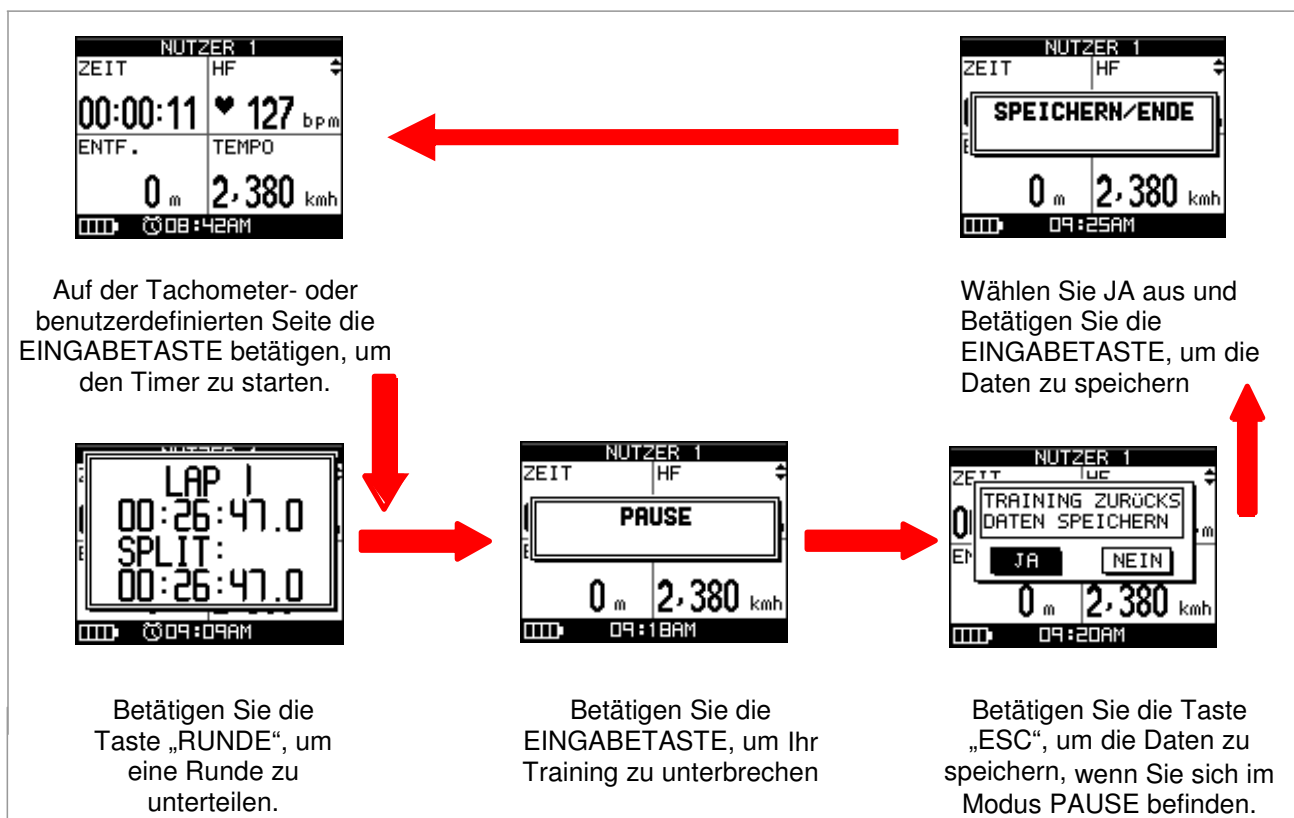 NUTZER 1
ZEIT HF
00:00:11 ♥ 127 bpm
ENTF. TEMPO
0 m 2,380 kmh
08:42AM
Auf der Tachometer- oder
benutzerdefinierten Seite die
EINGABETASTE betätigen, um
den Timer zu starten.
NUTZER 1
ZEIT HF
SPEICHERN/ENDE
0 m 2,380 kmh
09:25AM
Wählen Sie JA aus und
Betätigen Sie die
EINGABETASTE, um die
Daten zu speichern
LAP 1
00:26:47.0
SPLIT:
00:26:47.0
09:09AM
Betätigen Sie die
Taste „RUNDE“, um
eine Runde zu
unterteilen.
NUTZER 1
ZEIT HF
PAUSE
0 m 2,380 kmh
09:18AM
Betätigen Sie die
EINGABETASTE, um Ihr
Training zu unterbrechen
NUTZER 1
TRAINING ZURüCKS
DATEN SPEICHERN
JA NEIN
0 m 2,380 kmh
09:20AM
Betätigen Sie die Taste
„ESC“, um die Daten zu
speichern, wenn Sie sich im
Modus PAUSE befinden.